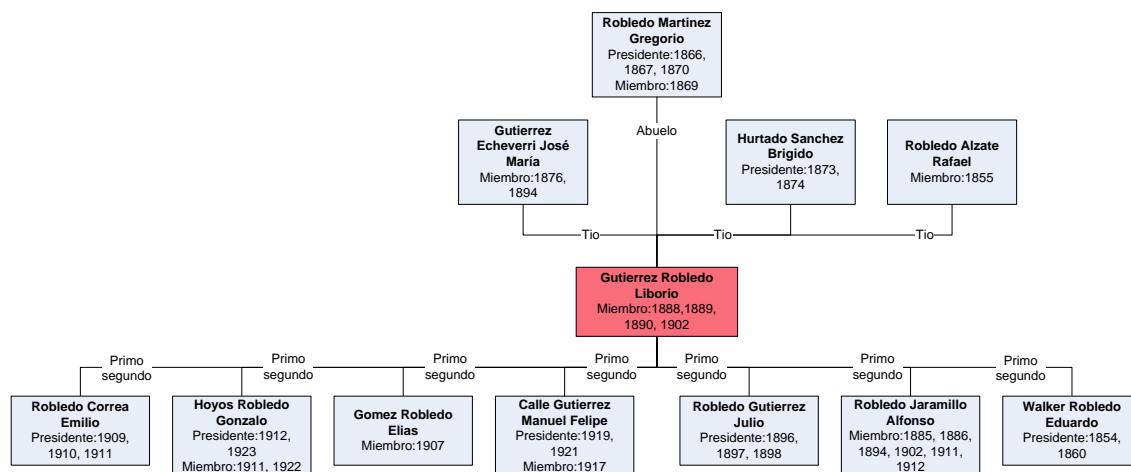 Robledo Martinez
Gregorio
Presidente:1866,
1867, 1870
Miembro:1869
Abuelo
Gutierrez
Echeverri José
María
Miembro:1876,
1894
Hurtado Sanchez
Brigido
Presidente:1873,
1874
Robledo Alzate
Rafael
Miembro:1855
Tio
Tio
Tio
Gutierrez Robledo
Liborio
Miembro:1888,1889,
1890, 1902
Primo
segundo
Primo
segundo
Primo
segundo
Primo
segundo
Primo
segundo
Primo
segundo
Primo
segundo
Robledo Correa
Emilio
Presidente:1909,
1910, 1911
Hoyos Robledo
Gonzalo
Presidente:1912,
1923
Miembro:1911, 1922
Gomez Robledo
Elias
Miembro:1907
Calle Gutierrez
Manuel Felipe
Presidente:1919,
1921
Miembro:1917
Robledo Gutierrez
Julio
Presidente:1896,
1897, 1898
Robledo Jaramillo
Alfonso
Miembro:1885, 1886,
1894, 1902, 1911,
1912
Walker Robledo
Eduardo
Presidente:1854,
1860